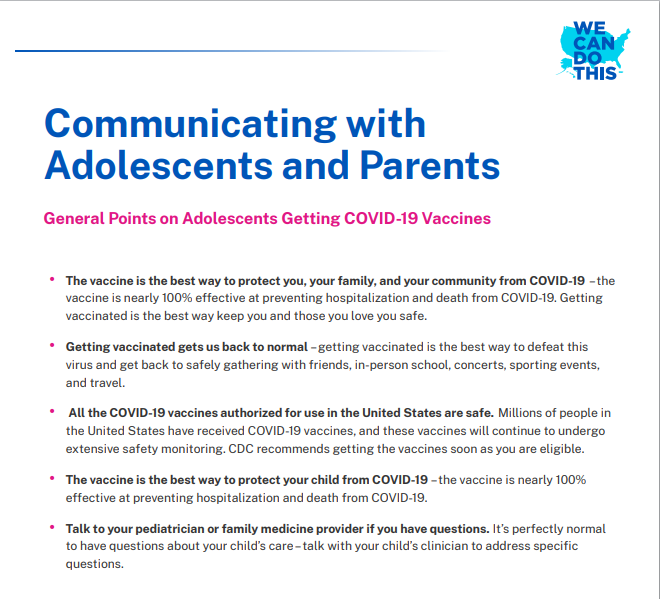 WE
CAN
DO
THIS
Communicating with
Adolescents and Parents
General Points on Adolescents Getting COVID-19 Vaccines
• The vaccine is the best way to protect you, your family, and your community from COVID-19 – the
vaccine is nearly 100% effective at preventing hospitalization and death from COVID-19. Getting
vaccinated is the best way keep you and those you love you safe.
• Getting vaccinated gets us back to normal – getting vaccinated is the best way to defeat this
virus and get back to safely gathering with friends, in-person school, concerts, sporting events,
and travel.
• All the COVID-19 vaccines authorized for use in the United States are safe. Millions of people in
the United States have received COVID-19 vaccines, and these vaccines will continue to undergo
extensive safety monitoring. CDC recommends getting the vaccines soon as you are eligible.
• The vaccine is the best way to protect your child from COVID-19 – the vaccine is nearly 100%
effective at preventing hospitalization and death from COVID-19.
• Talk to your pediatrician or family medicine provider if you have questions. It's perfectly normal
to have questions about your child's care – talk with your child's clinician to address specific
questions.